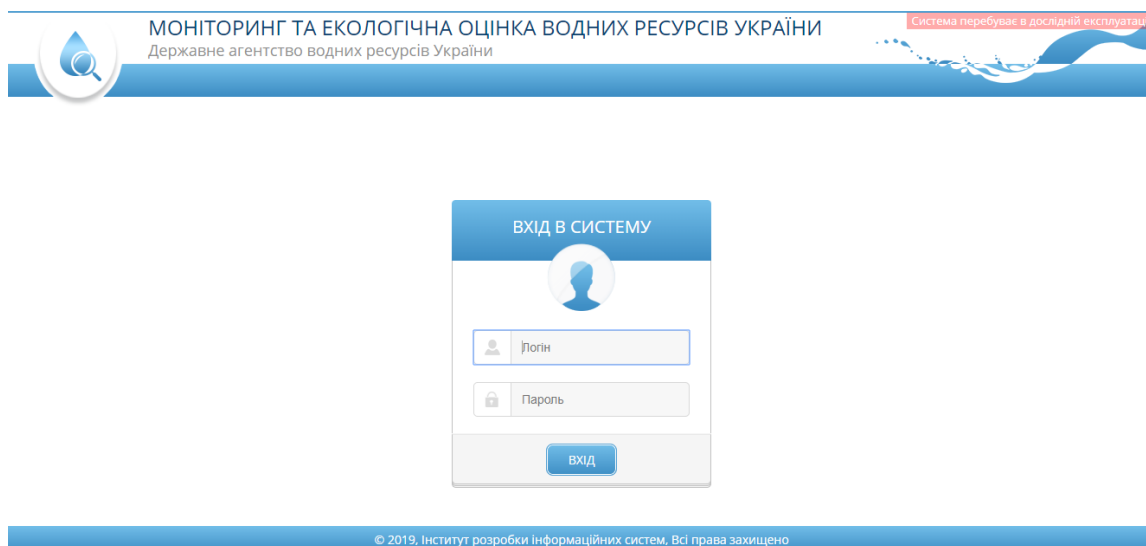 МОНІТОРИНГ ТА ЕКОЛОГІЧНА ОЦІНКА ВОДНИХ РЕСУРСІВ УКРАЇНИ
Система перебуває в дослідній
Державне агентство водних ресурсів України
ВХІД В СИСТЕМУ
Логін
Пароль
ВХІД
© 2019, Інститут розробки інформаційних систем, Всі права захищено